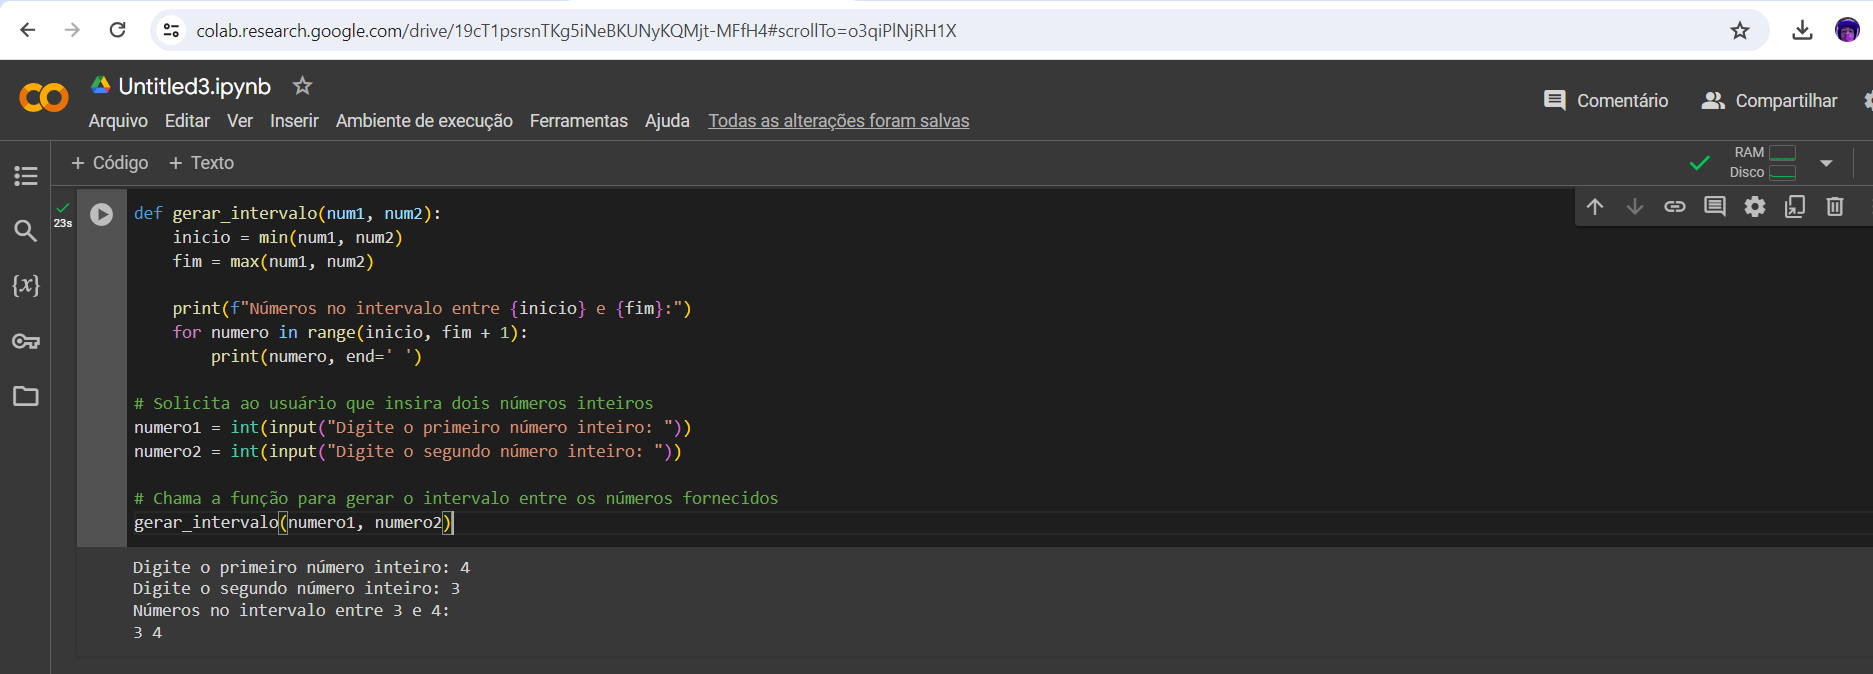 colab.research.google.com/drive/19cT1psrsnTKg5iNeBKUNyKQMjt-MFfH4#scrollTo=o3qiPlNjRH1X
Untitled3.ipynb
Comentário
Compartilhar
Arquivo Editar Ver Inserir Ambiente de execução Ferramentas Ajuda Todas as alterações foram salvas
+ Código + Texto
RAM
Disco
23s
def gerar_intervalo(num1, num2):
    inicio = min(num1, num2)
    fim = max(num1, num2)
    print(f"Números no intervalo entre {inicio} e {fim}:")
    for numero in range(inicio, fim + 1):
        print(numero, end=' ')
# Solicita ao usuário que insira dois números inteiros
numero1 = int(input("Digite o primeiro número inteiro: "))
numero2 = int(input("Digite o segundo número inteiro: "))
# Chama a função para gerar o intervalo entre os números fornecidos
gerar_intervalo(numero1, numero2)
Digite o primeiro número inteiro: 4
Digite o segundo número inteiro: 3
Números no intervalo entre 3 e 4:
3 4